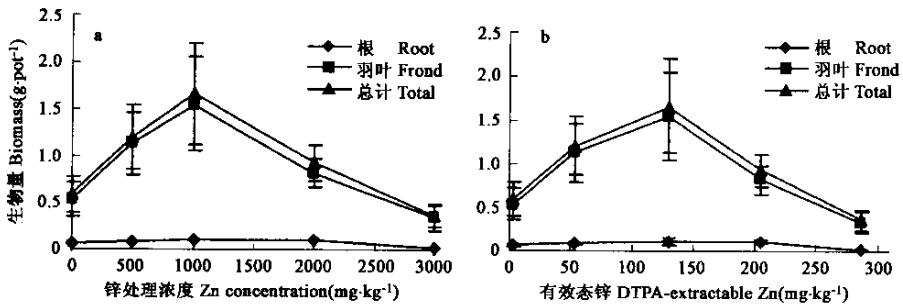 2.5
2.0
1.5
1.0
0.5
0
生物量 Biomass(g·pot⁻¹)
a
根 Root
羽叶 Frond
总计 Total
0 500 1000 1500 2000 2500 3000
锌处理浓度 Zn concentration(mg·kg⁻¹)
2.5
2.0
1.5
1.0
0.5
0
b
根 Root
羽叶 Frond
总计 Total
0 50 100 150 200 250 300
有效态锌 DTPA-extractable Zn(mg·kg⁻¹)